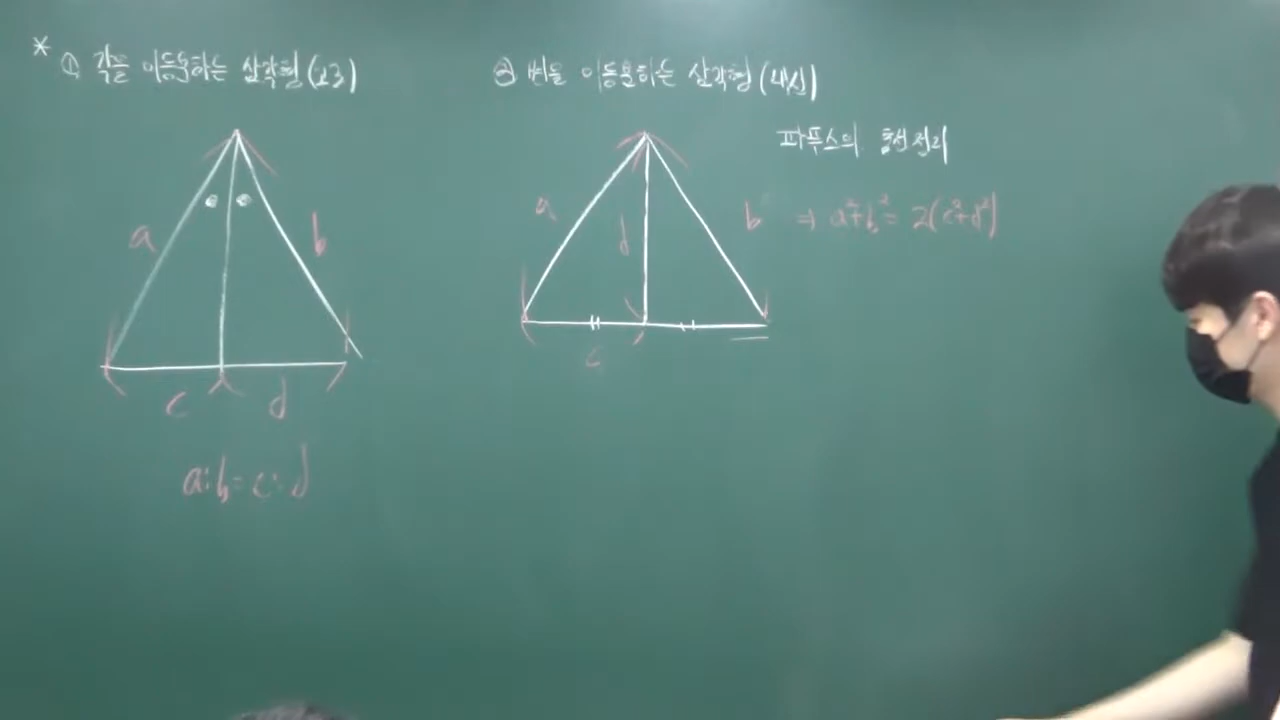 * ① 각을 이등분하는 삼각형 (고3)
a
b
c
d
a:b=c:d
② 변을 이등분하는 삼각형 (내신)
a
d
b
c
파푸스의 중선정리
⇒ a²+b²= 2(c²+d²)